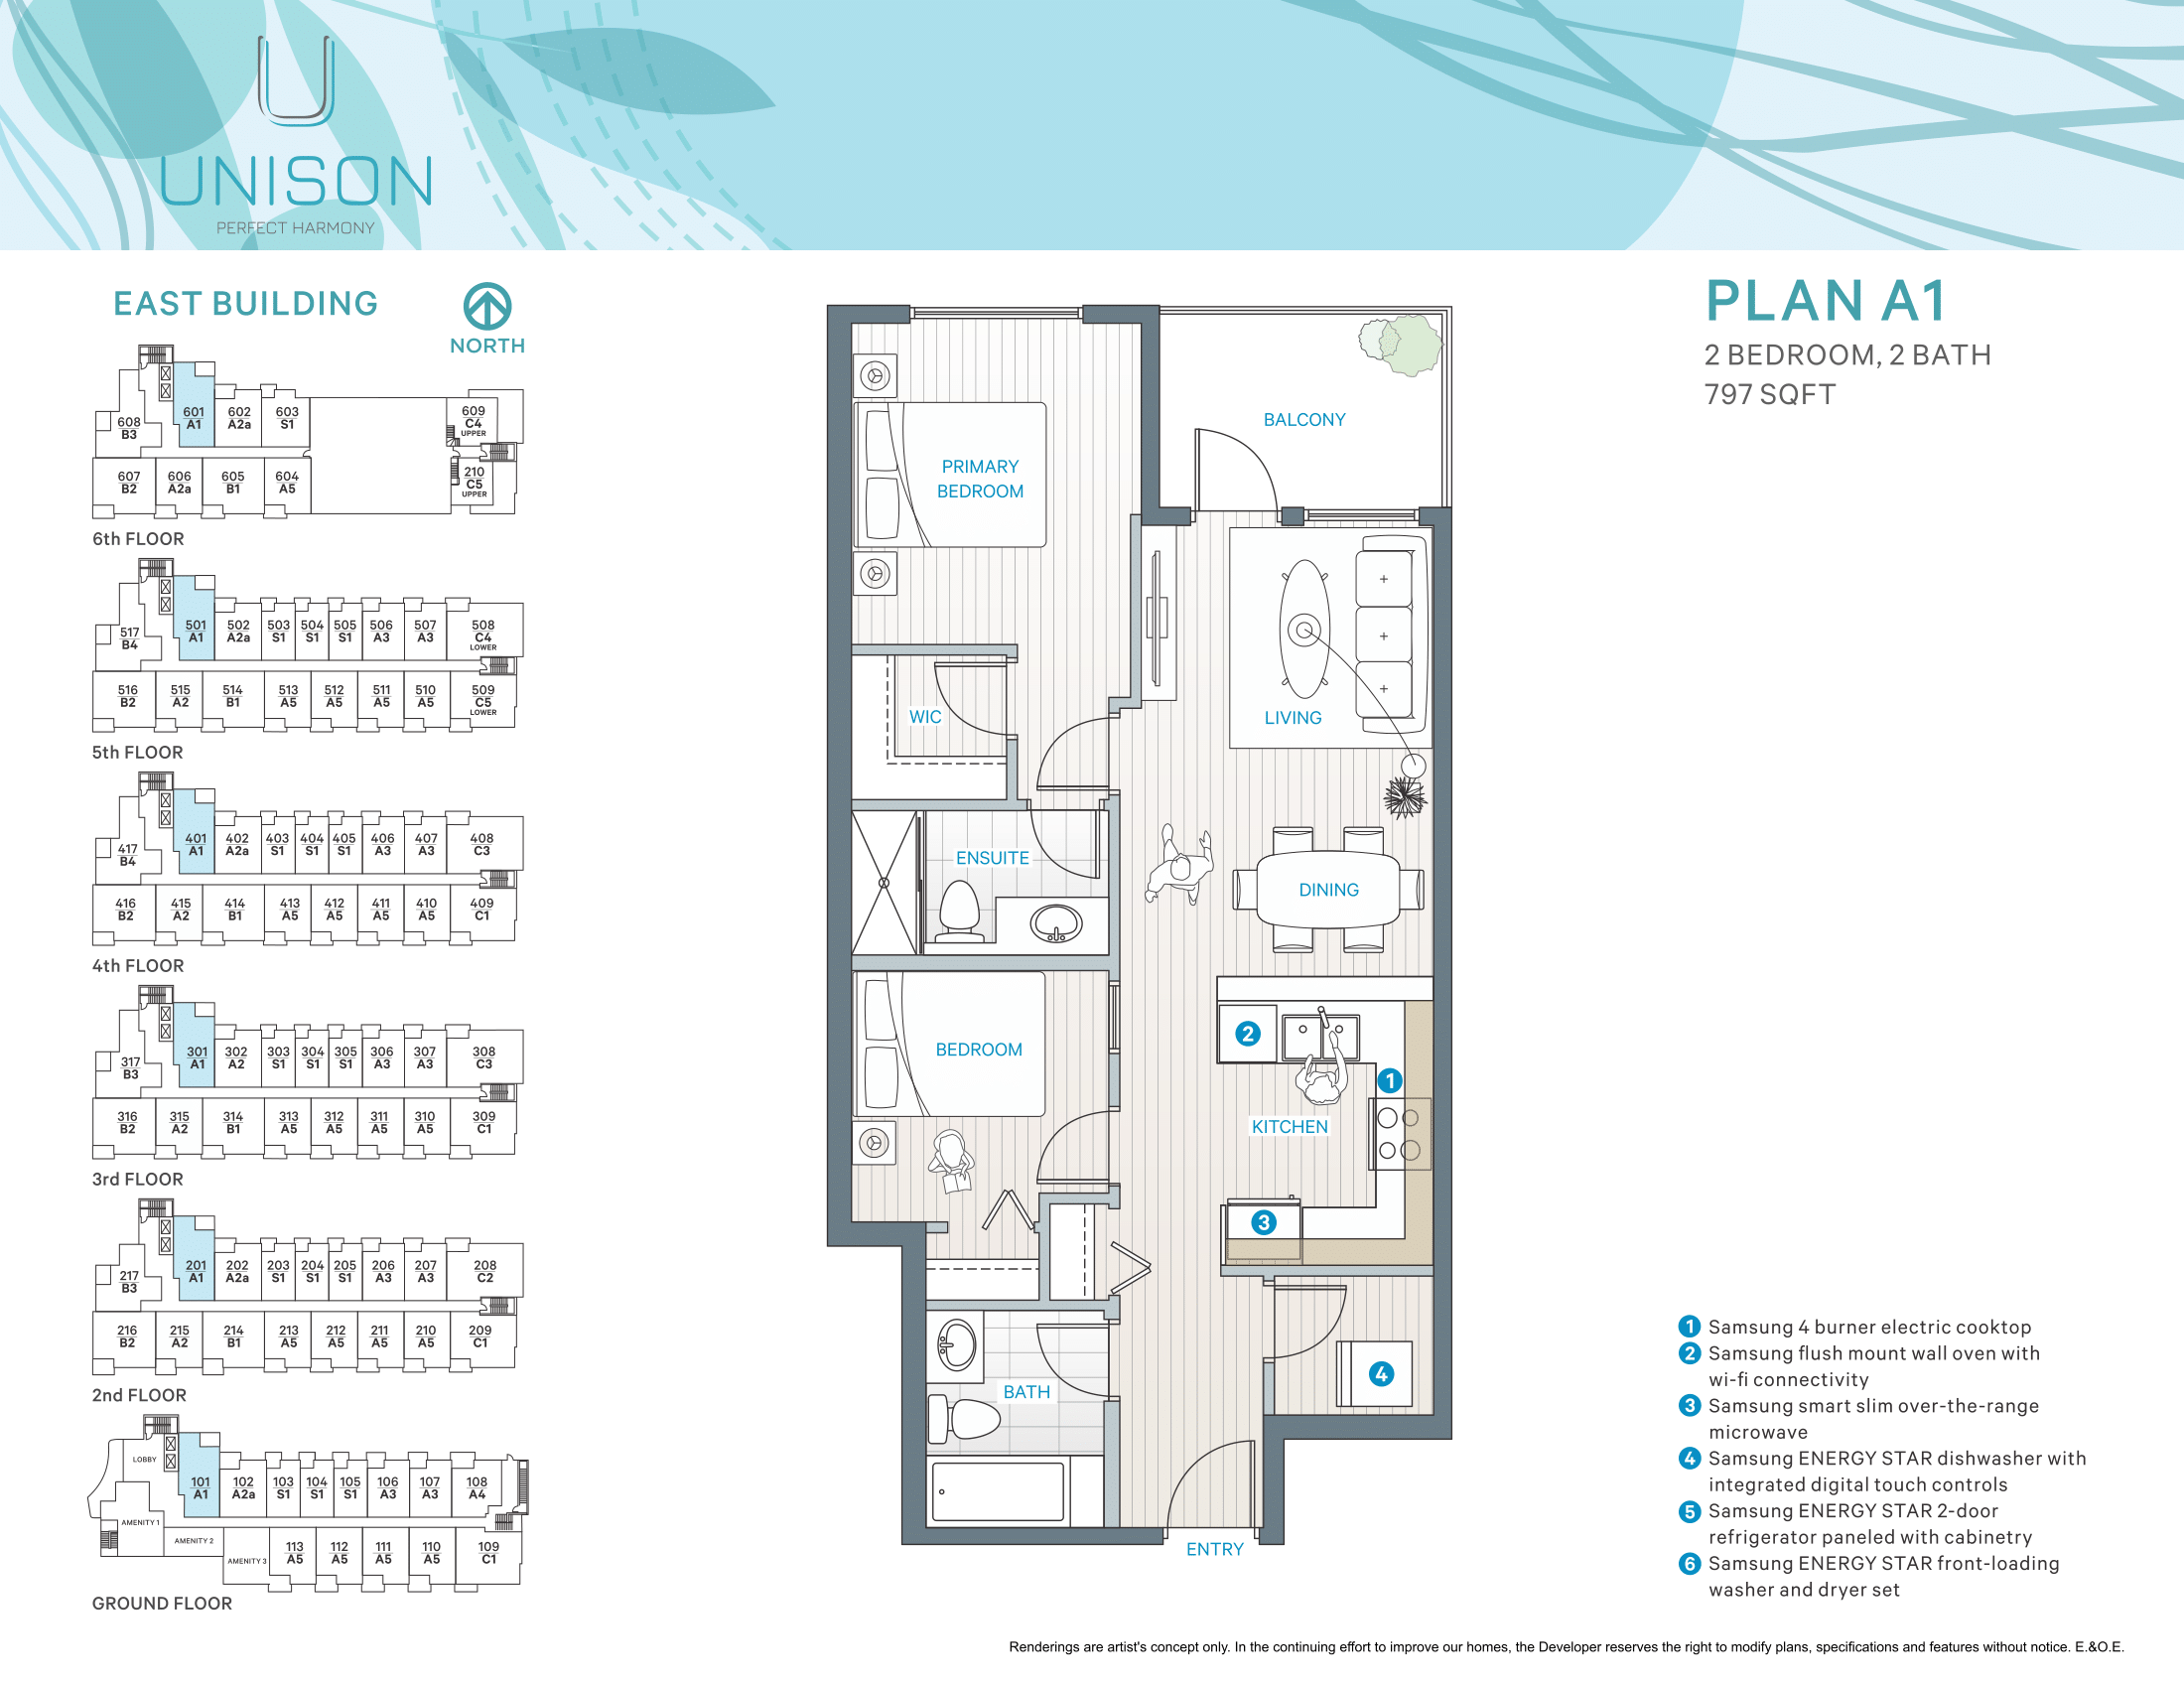 UNISON
PERFECT HARMONY
EAST BUILDING
NORTH
601 A1
602 A2a
603 S1
608 B3
609 C4 UPPER
607 B2
606 A2a
605 B1
604 A5
210 C5 UPPER
6th FLOOR
501 A1
502 A2a
503 S1
504 S1
505 S1
506 A3
507 A3
508 C4 LOWER
517 B4
516 B2
515 A2
514 B1
513 A5
512 A5
511 A5
510 A5
509 C5 LOWER
5th FLOOR
401 A1
402 A2a
403 S1
404 S1
405 S1
406 A3
407 A3
408 C3
417 B4
416 B2
415 A2
414 B1
413 A5
412 A5
411 A5
410 A5
409 C1
4th FLOOR
301 A1
302 A2
303 S1
304 S1
305 S1
306 A3
307 A3
308 C3
317 B3
316 B2
315 A2
314 B1
313 A5
312 A5
311 A5
310 A5
309 C1
3rd FLOOR
201 A1
202 A2a
203 S1
204 S1
205 S1
206 A3
207 A3
208 C2
217 B3
216 B2
215 A2
214 B1
213 A5
212 A5
211 A5
210 A5
209 C1
2nd FLOOR
LOBBY
101 A1
102 A2a
103 S1
104 S1
105 S1
106 A3
107 A3
108 A4
AMENITY 1
AMENITY 2
AMENITY 3
113 A5
112 A5
111 A5
110 A5
109 C1
GROUND FLOOR
BALCONY
PRIMARY
BEDROOM
WIC
LIVING
ENSUITE
DINING
BEDROOM
2
1
KITCHEN
3
4
BATH
ENTRY
PLAN A1
2 BEDROOM, 2 BATH
797 SQFT
1 Samsung 4 burner electric cooktop
2 Samsung flush mount wall oven with
wi-fi connectivity
3 Samsung smart slim over-the-range
microwave
4 Samsung ENERGY STAR dishwasher with
integrated digital touch controls
5 Samsung ENERGY STAR 2-door
refrigerator paneled with cabinetry
6 Samsung ENERGY STAR front-loading
washer and dryer set
Renderings are artist's concept only. In the continuing effort to improve our homes, the Developer reserves the right to modify plans, specifications and features without notice. E.&O.E.